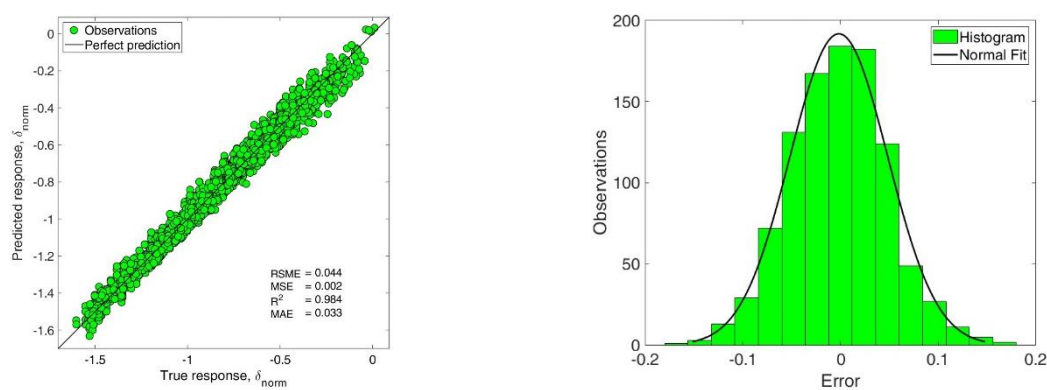 Observations
Perfect prediction
0
-0.2
-0.4
-0.6
-0.8
-1
-1.2
-1.4
-1.6
Predicted response, δnorm
RSME = 0.044
MSE = 0.002
R² = 0.984
MAE = 0.033
-1.5 -1 -0.5 0
True response, δnorm
200
150
100
50
0
Observations
Histogram
Normal Fit
-0.2 -0.1 0 0.1 0.2
Error